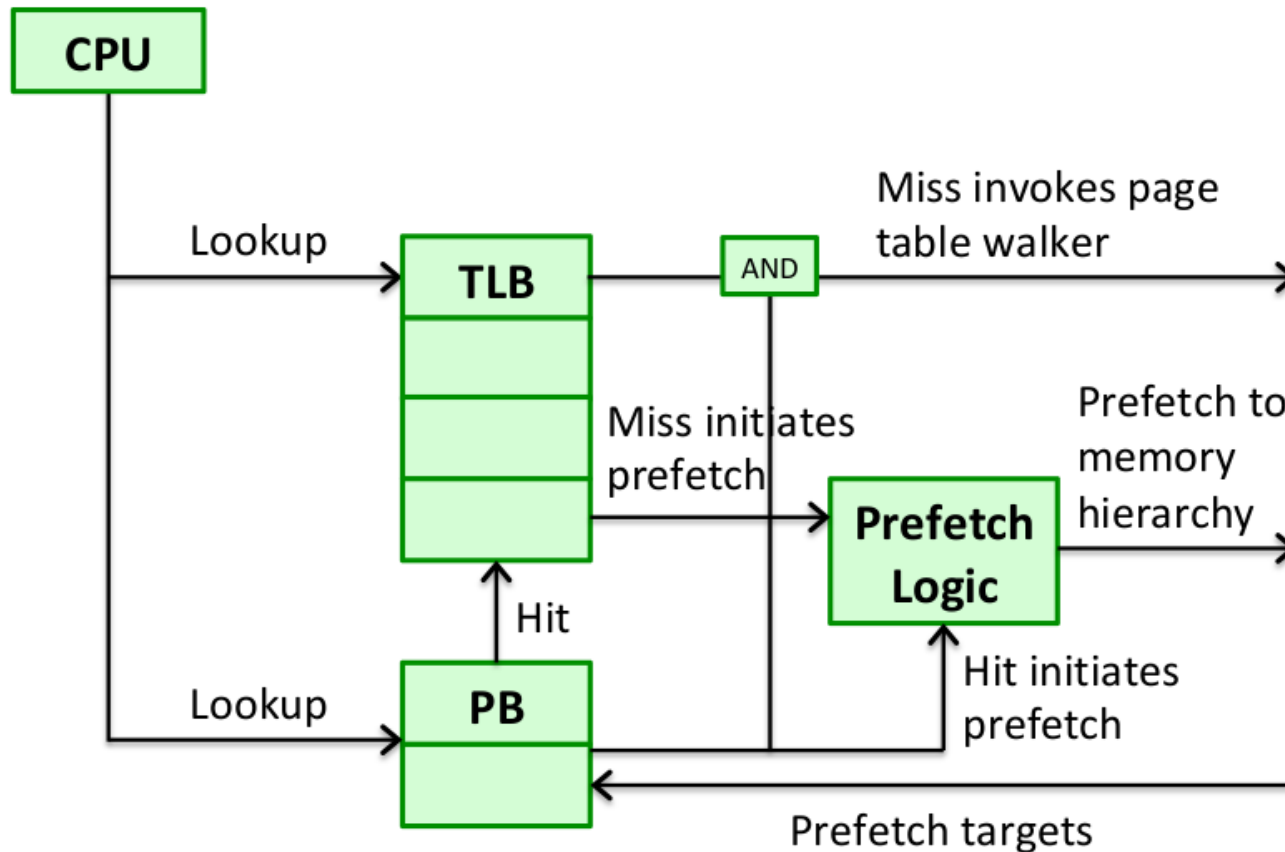 CPU
Lookup
TLB
AND
Miss invokes page
table walker
Miss initiates
prefetch
Prefetch
Logic
Prefetch to
memory
hierarchy
Hit
Lookup
PB
Hit initiates
prefetch
Prefetch targets